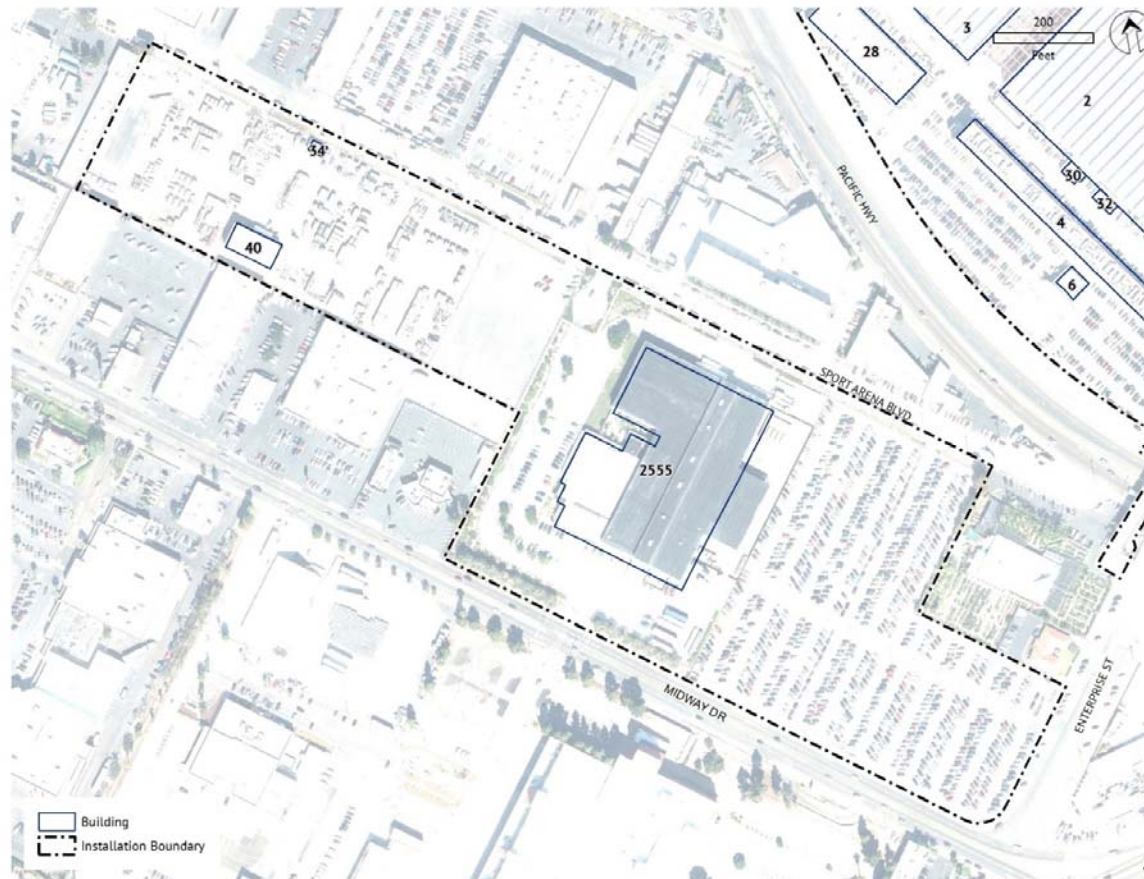 3
200
Feet
28
2
34
PACIFIC HWY
30
32
4
40
6
SPORT ARENA BLVD
2555
ENTERPRISE ST
MIDWAY DR
Building
Installation Boundary